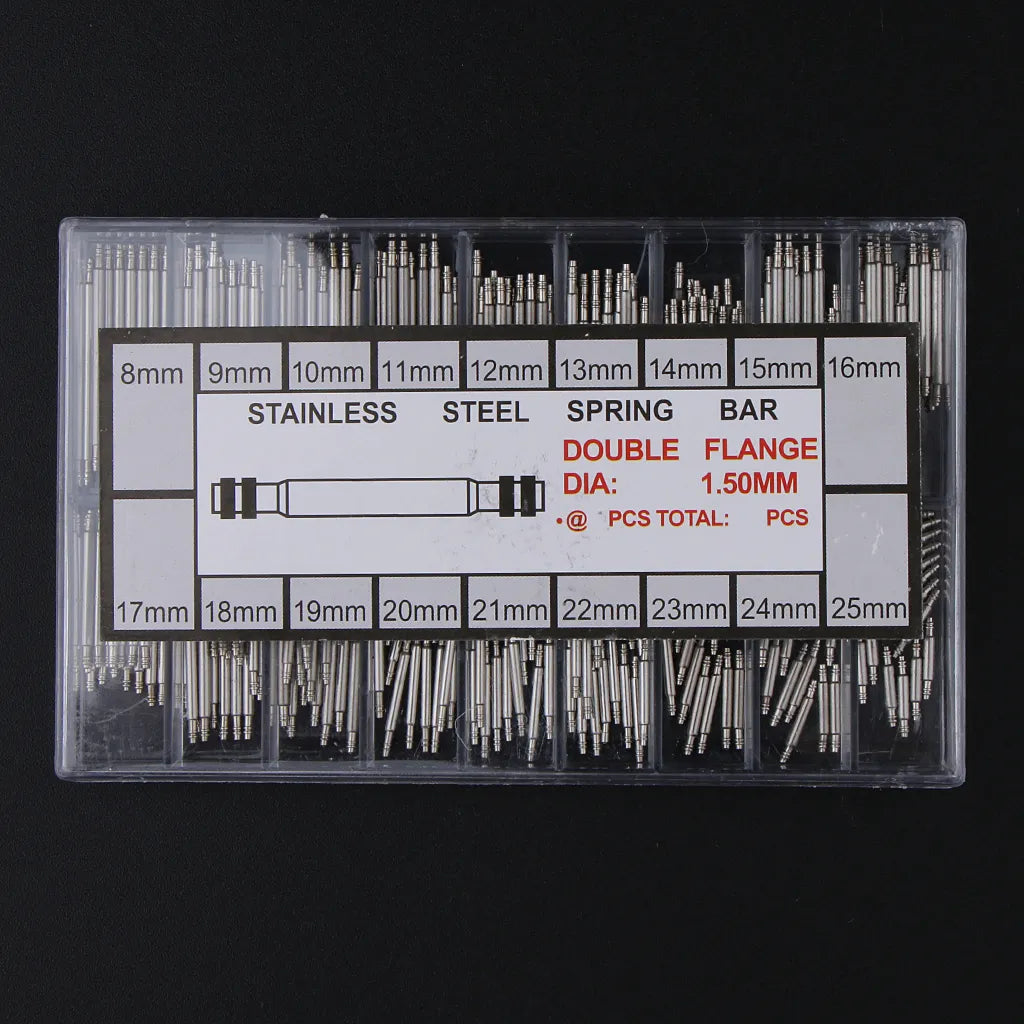 8mm 9mm 10mm 11mm 12mm 13mm 14mm 15mm 16mm
STAINLESS STEEL SPRING BAR
DOUBLE FLANGE
DIA: 1.50MM
•@ PCS TOTAL: PCS
17mm 18mm 19mm 20mm 21mm 22mm 23mm 24mm 25mm